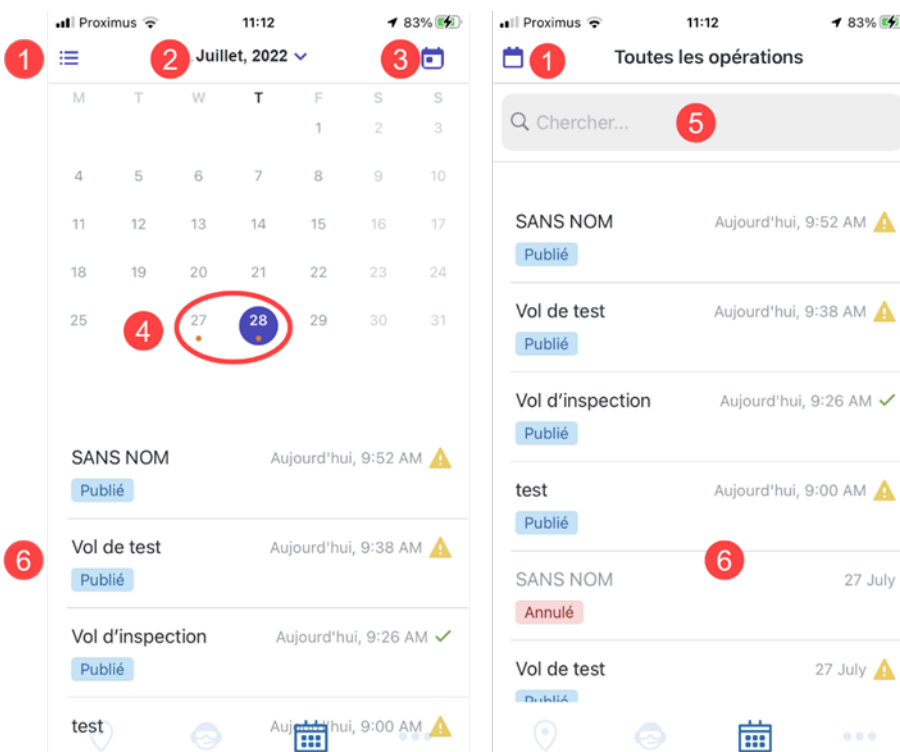 Proximus 11:12 83%
1 2 Juillet, 2022 3
M T W T F S S
1 2 3
4 5 6 7 8 9 10
11 12 13 14 15 16 17
18 19 20 21 22 23 24
25 4 27 28 29 30 31
SANS NOM Aujourd'hui, 9:52 AM
Publié
6 Vol de test Aujourd'hui, 9:38 AM
Publié
Vol d'inspection Aujourd'hui, 9:26 AM
Publié
test Aujourd'hui, 9:00 AM
Proximus 11:12 83%
1 Toutes les opérations
Chercher... 5
SANS NOM Aujourd'hui, 9:52 AM
Publié
Vol de test Aujourd'hui, 9:38 AM
Publié
Vol d'inspection Aujourd'hui, 9:26 AM
Publié
test Aujourd'hui, 9:00 AM
Publié
6
SANS NOM 27 July
Annulé
Vol de test 27 July
Publié